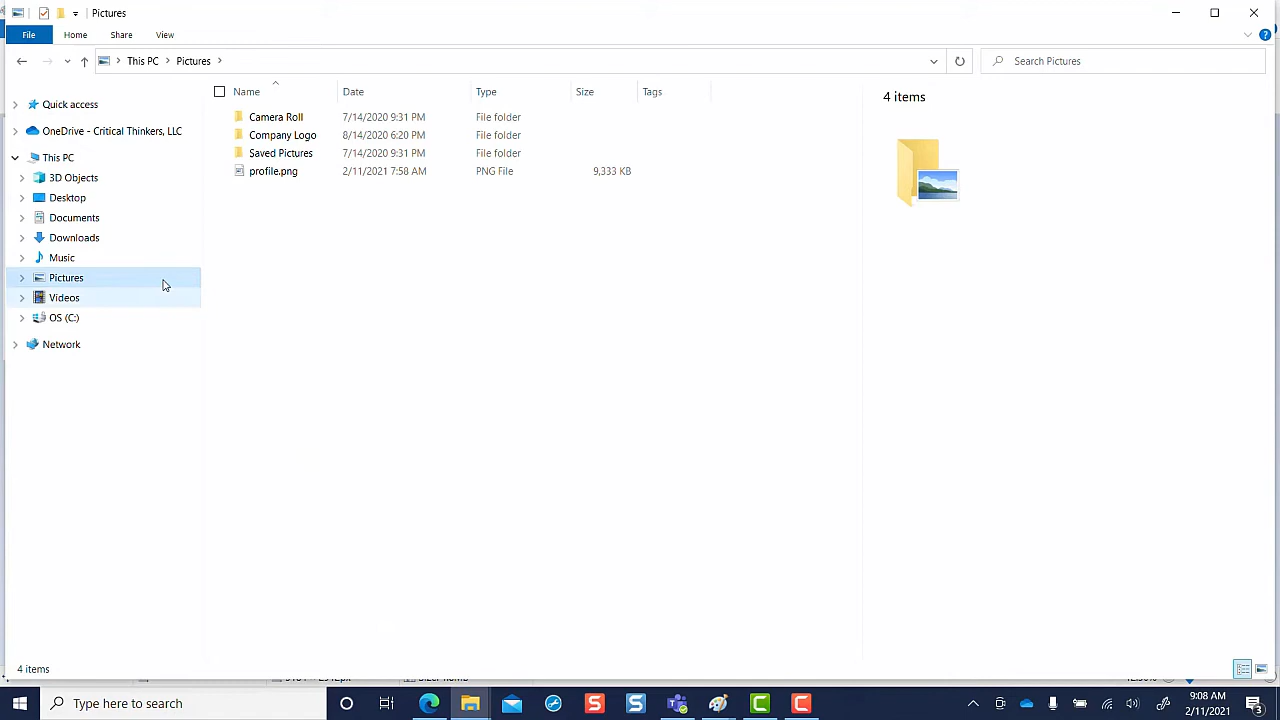 Pictures
File Home Share View
This PC Pictures
Search Pictures
Name Date Type Size Tags
4 items
Quick access
OneDrive - Critical Thinkers, LLC
This PC
3D Objects
Desktop
Documents
Downloads
Music
Pictures
Videos
OS (C:)
Network
Camera Roll 7/14/2020 9:31 PM File folder
Company Logo 8/14/2020 6:20 PM File folder
Saved Pictures 7/14/2020 9:31 PM File folder
profile.png 2/11/2021 7:58 AM PNG File 9,333 KB
4 items
Type here to search
9:08 AM
2/11/2021